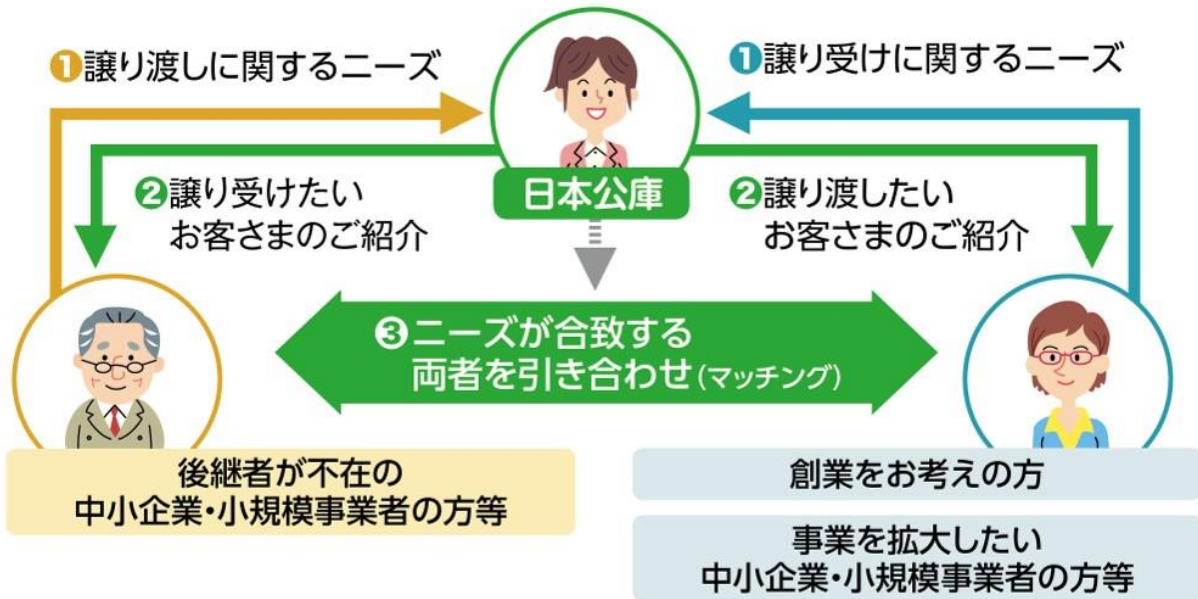 ❶譲り渡しに関するニーズ
❶譲り受けに関するニーズ
日本公庫
❷譲り受けたい
お客さまのご紹介
❷譲り渡したい
お客さまのご紹介
❸ニーズが合致する
両者を引き合わせ(マッチング)
後継者が不在の
中小企業・小規模事業者の方等
創業をお考えの方
事業を拡大したい
中小企業・小規模事業者の方等